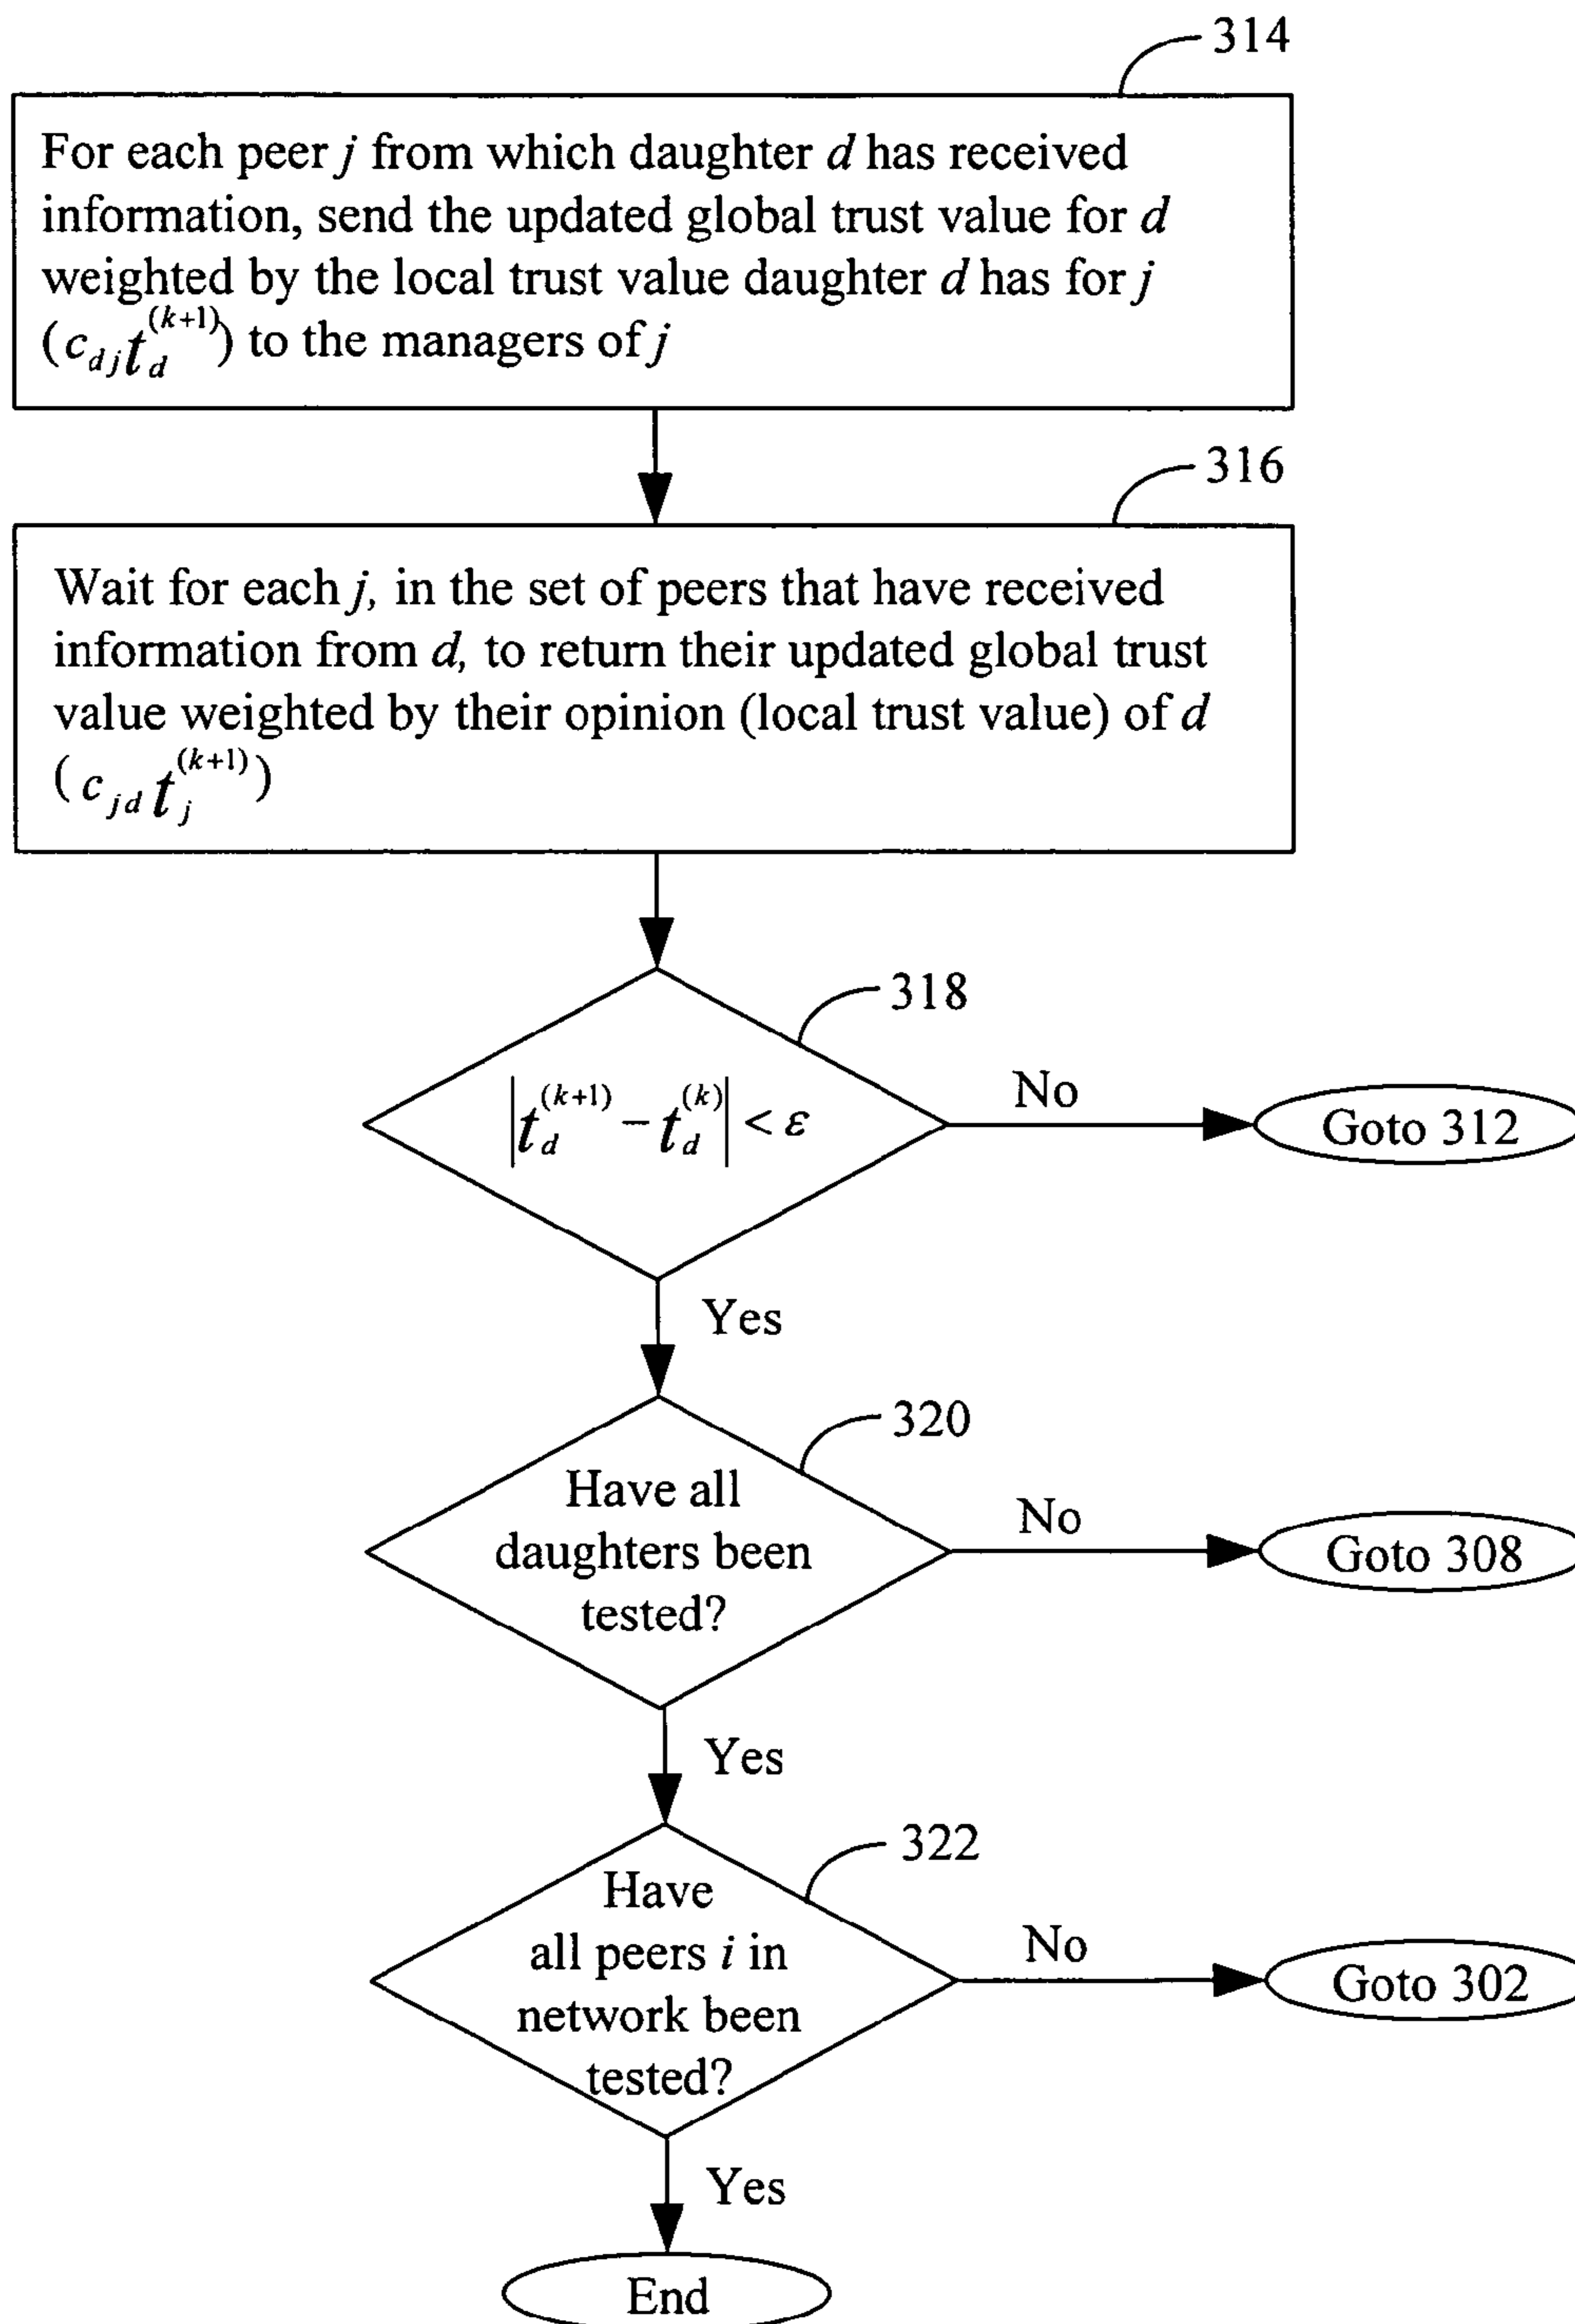 314
For each peer j from which daughter d has received
information, send the updated global trust value for d
weighted by the local trust value daughter d has for j
(c_{dj} t_d^{(k+1)}) to the managers of j
316
Wait for each j, in the set of peers that have received
information from d, to return their updated global trust
value weighted by their opinion (local trust value) of d
(c_{jd} t_j^{(k+1)})
318
|t_d^{(k+1)} - t_d^{(k)}| < ε
No
Goto 312
Yes
320
Have all
daughters been
tested?
No
Goto 308
Yes
322
Have
all peers i in
network been
tested?
No
Goto 302
Yes
End